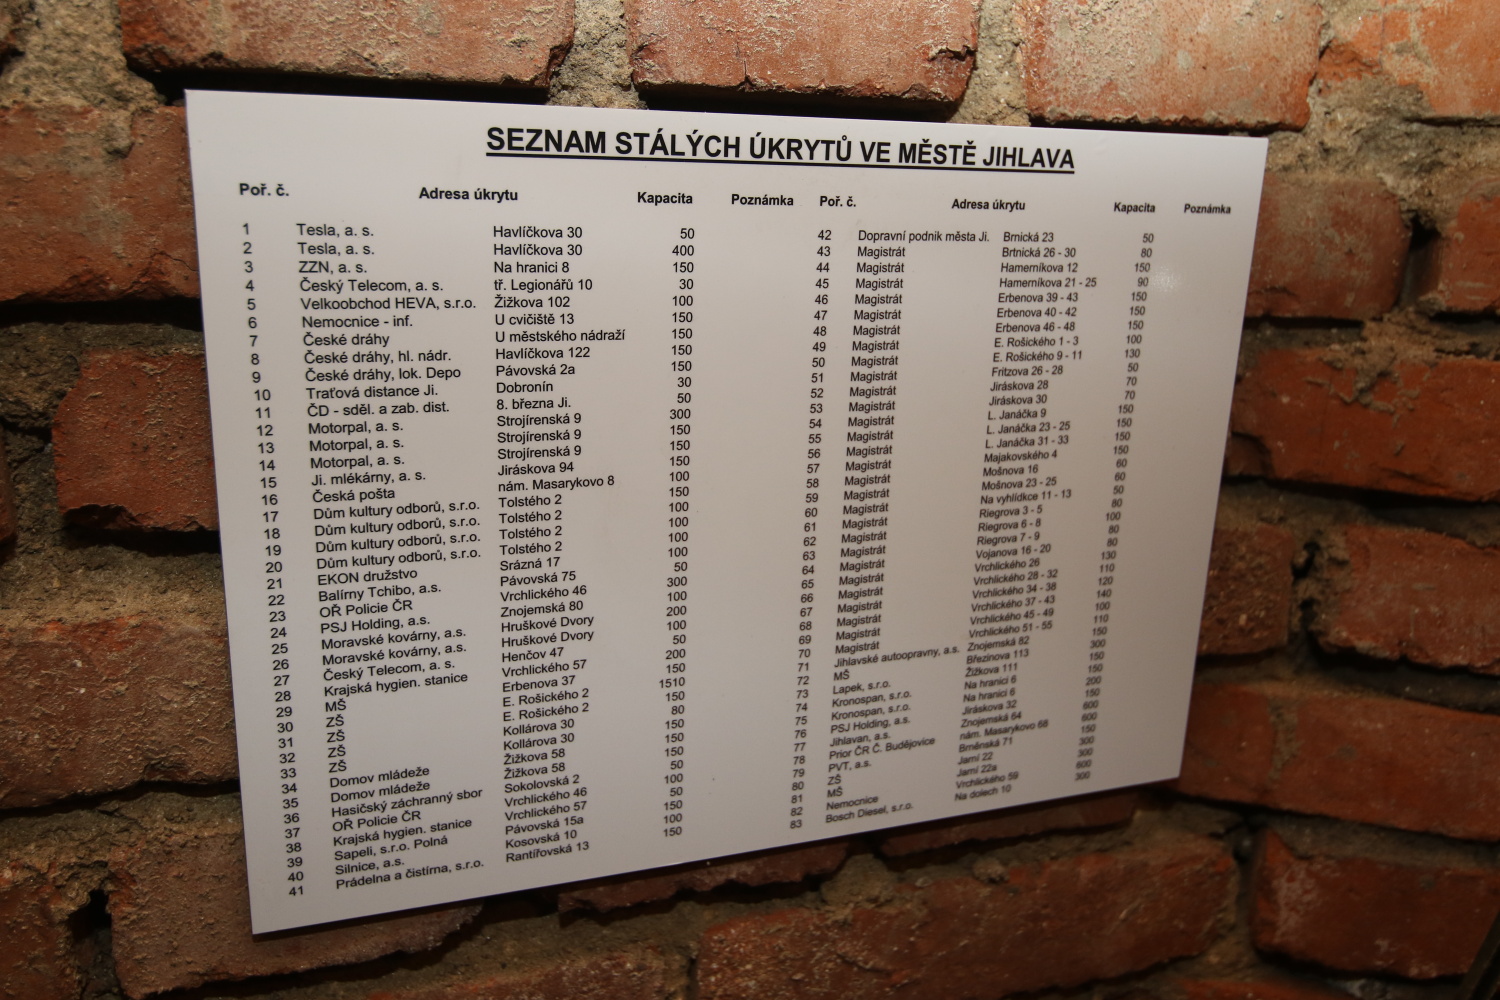 SEZNAM STÁLÝCH ÚKRYTŮ VE MĚSTĚ JIHLAVA
Poř. č. Adresa úkrytu Kapacita Poznámka Poř. č. Adresa úkrytu Kapacita Poznámka
1 Tesla, a. s. Havlíčkova 30 50
2 Tesla, a. s. Havlíčkova 30 400
3 ZZN, a. s. Na hranici 8 150
4 Český Telecom, a. s. tř. Legionářů 10 30
5 Velkoobchod HEVA, s.r.o. Žižkova 102 100
6 Nemocnice - inf. U cvičiště 13 150
7 České dráhy U městského nádraží 150
8 České dráhy, hl. nádr. Havlíčkova 122 150
9 České dráhy, lok. Depo Pávovská 2a 150
10 Traťová distance Ji. Dobronín 30
11 ČD - sděl. a zab. dist. 8. března Ji. 50
12 Motorpal, a. s. Strojírenská 9 300
13 Motorpal, a. s. Strojírenská 9 150
14 Motorpal, a. s. Strojírenská 9 150
15 Ji. mlékárny, a. s. Jiráskova 94 150
16 Česká pošta nám. Masarykovo 8 100
17 Dům kultury odborů, s.r.o. Tolstého 2 150
18 Dům kultury odborů, s.r.o. Tolstého 2 100
19 Dům kultury odborů, s.r.o. Tolstého 2 100
20 Dům kultury odborů, s.r.o. Tolstého 2 100
21 EKON družstvo Srázná 17 100
22 Balírny Tchibo, a.s. Pávovská 75 50
23 OŘ Policie ČR Vrchlického 46 300
24 PSJ Holding, a.s. Znojemská 80 100
25 Moravské kovárny, a.s. Hruškové Dvory 200
26 Moravské kovárny, a.s. Hruškové Dvory 100
27 Český Telecom, a. s. Henčov 47 50
28 Krajská hygien. stanice Vrchlického 57 200
29 MŠ Erbenova 37 150
30 ZŠ E. Rošického 2 1510
31 ZŠ E. Rošického 2 150
32 ZŠ Kollárova 30 80
33 ZŠ Kollárova 30 150
34 Domov mládeže Žižkova 58 150
35 Domov mládeže Žižkova 58 150
36 Hasičský záchranný sbor Sokolovská 2 50
37 OŘ Policie ČR Vrchlického 46 100
38 Krajská hygien. stanice Vrchlického 57 50
39 Sapeli, s.r.o. Polná Pávovská 15a 150
40 Silnice, a.s. Kosovská 10 100
41 Prádelna a čistírna, s.r.o. Rantířovská 13 150
42 Dopravní podnik města Ji. Brnická 23 50
43 Magistrát Brtnická 26 - 30 80
44 Magistrát Hamerníkova 12 150
45 Magistrát Hamerníkova 21 - 25 90
46 Magistrát Erbenova 39 - 43 150
47 Magistrát Erbenova 40 - 42 150
48 Magistrát Erbenova 46 - 48 150
49 Magistrát E. Rošického 1 - 3 100
50 Magistrát E. Rošického 9 - 11 130
51 Magistrát Fritzova 26 - 28 50
52 Magistrát Jiráskova 28 70
53 Magistrát Jiráskova 30 70
54 Magistrát L. Janáčka 9 150
55 Magistrát L. Janáčka 23 - 25 150
56 Magistrát L. Janáčka 31 - 33 150
57 Magistrát Majakovského 4 150
58 Magistrát Mošnova 16 60
59 Magistrát Mošnova 23 - 25 60
60 Magistrát Na vyhlídce 11 - 13 50
61 Magistrát Riegrova 3 - 5 80
62 Magistrát Riegrova 6 - 8 100
63 Magistrát Riegrova 7 - 9 80
64 Magistrát Vojanova 16 - 20 80
65 Magistrát Vrchlického 26 130
66 Magistrát Vrchlického 28 - 32 110
67 Magistrát Vrchlického 34 - 38 120
68 Magistrát Vrchlického 37 - 43 140
69 Magistrát Vrchlického 45 - 49 100
70 Magistrát Vrchlického 51 - 55 110
71 Jihlavské autoopravny, a.s. Znojemská 82 150
72 MŠ Březinova 113 300
73 Lapek, s.r.o. Žižkova 111 150
74 Kronospan, s.r.o. Na hranici 6 150
75 Kronospan, s.r.o. Na hranici 6 200
76 PSJ Holding, a.s. Jiráskova 32 150
77 Jihlavan, a.s. Znojemská 64 600
78 Prior ČR Č. Budějovice nám. Masarykovo 68 600
79 PVT, a.s. Brněnská 71 150
80 ZŠ Jarní 22 300
81 MŠ Jarní 22a 300
82 Nemocnice Vrchlického 59 600
83 Bosch Diesel, s.r.o. Na dolech 10 300